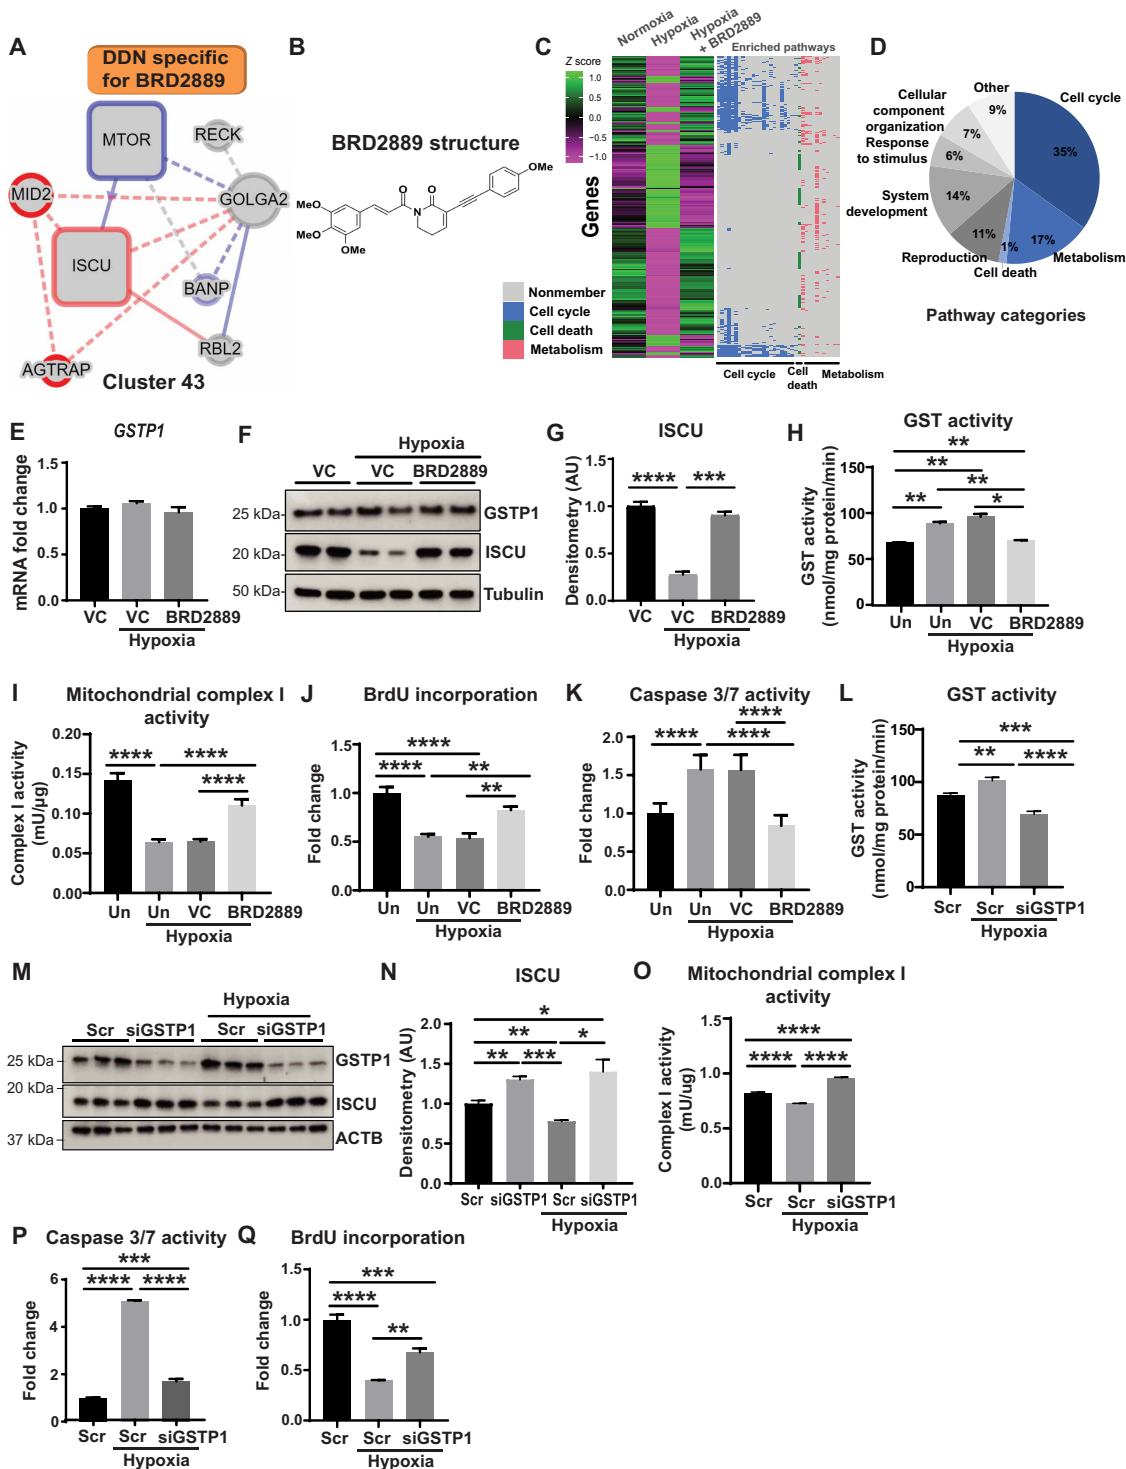 A
DDN specific
for BRD2889
MTOR
RECK
MID2
GOLGA2
ISCU
BANP
RBL2
AGTRAP
Cluster 43
B
BRD2889 structure
OMe
O
O
N
MeO
MeO
OMe
C
Normoxia
Hypoxia
Hypoxia
+ BRD2889
Enriched pathways
Z score
1.0
0.5
0.0
−0.5
−1.0
Genes
Nonmember
Cell cycle
Cell death
Metabolism
Cell cycle
Cell
death
Metabolism
D
Other
9%
Cell cycle
35%
Cellular
component
organization
7%
Response
to stimulus
6%
System
development
14%
Reproduction
11%
Cell death
1%
17%
Metabolism
Pathway categories
E
GSTP1
mRNA fold change
1.5
1.0
0.5
0.0
VC
VC
BRD2889
Hypoxia
F
Hypoxia
VC
VC
BRD2889
25 kDa
GSTP1
20 kDa
ISCU
50 kDa
Tubulin
G
ISCU
Densitometry (AU)
1.5
1.0
0.5
0.0
****
***
VC
VC
BRD2889
Hypoxia
H
GST activity
GST activity
(nmol/mg protein/min)
150
100
50
0
**
**
**
**
*
Un
Un
VC
BRD2889
Hypoxia
I
Mitochondrial complex I
activity
Complex I activity
(mU/µg)
0.20
0.15
0.10
0.05
0.00
****
****
****
Un
Un
VC
BRD2889
Hypoxia
J
BrdU incorporation
Fold change
1.5
1.0
0.5
0.0
****
****
**
**
Un
Un
VC
BRD2889
Hypoxia
K
Caspase 3/7 activity
Fold change
2.0
1.5
1.0
0.5
0.0
****
****
****
Un
Un
VC
BRD2889
Hypoxia
L
GST activity
GST activity
(nmol/mg protein/min)
150
100
50
0
***
**
****
Scr
Scr
siGSTP1
Hypoxia
M
Hypoxia
Scr
siGSTP1
Scr
siGSTP1
25 kDa
GSTP1
20 kDa
ISCU
37 kDa
ACTB
N
ISCU
Densitometry (AU)
2.0
1.5
1.0
0.5
0.0
*
**
*
**
***
Scr
siGSTP1
Scr
siGSTP1
Hypoxia
O
Mitochondrial complex I
activity
Complex I activity
(mU/ug)
1.5
1.0
0.5
0.0
****
****
****
Scr
Scr
siGSTP1
Hypoxia
P
Caspase 3/7 activity
Fold change
6
4
2
0
***
****
****
Scr
Scr
siGSTP1
Hypoxia
Q
BrdU incorporation
Fold change
1.5
1.0
0.5
0.0
***
****
**
Scr
Scr
siGSTP1
Hypoxia